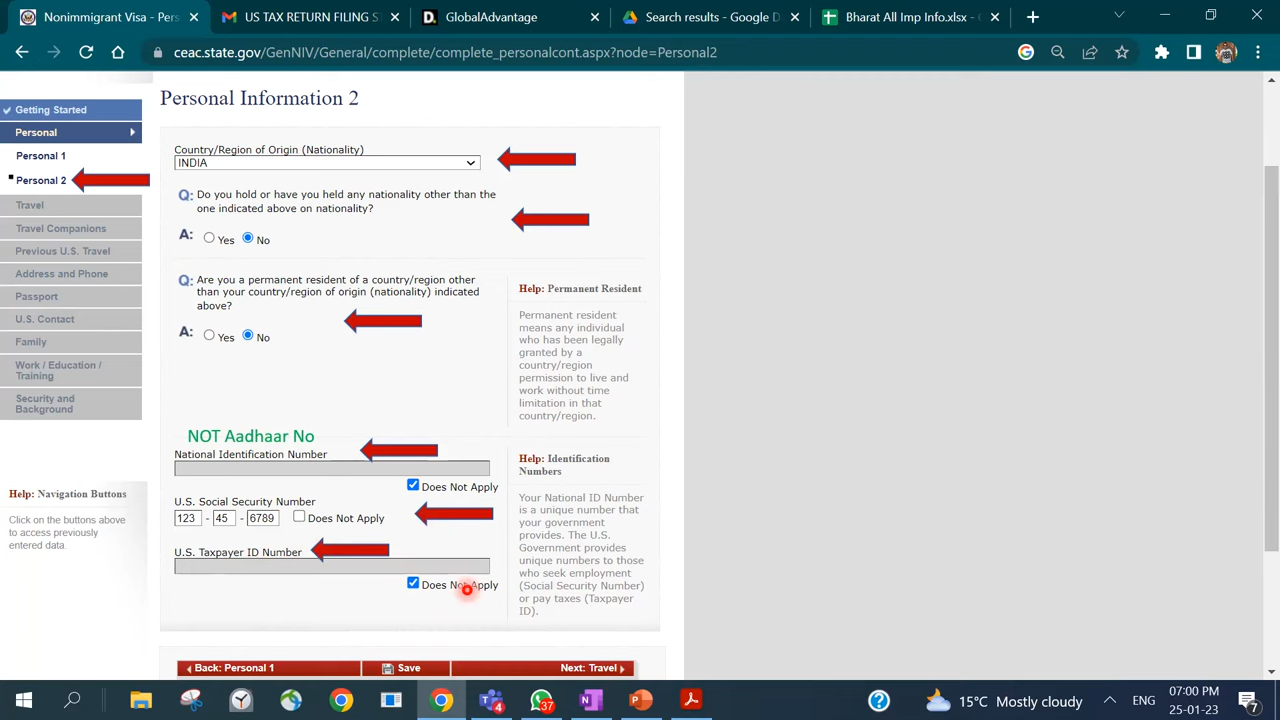 Nonimmigrant Visa - Pers
US TAX RETURN FILING S
GlobalAdvantage
Search results - Google D
Bharat All Imp Info.xlsx -
ceac.state.gov/GenNIV/General/complete/complete_personalcont.aspx?node=Personal2
Getting Started
Personal
Personal 1
Personal 2
Travel
Travel Companions
Previous U.S. Travel
Address and Phone
Passport
U.S. Contact
Family
Work / Education /
Training
Security and
Background
Help: Navigation Buttons
Click on the buttons above
to access previously
entered data.
Personal Information 2
Country/Region of Origin (Nationality)
INDIA
Q: Do you hold or have you held any nationality other than the
one indicated above on nationality?
A: Yes No
Q: Are you a permanent resident of a country/region other
than your country/region of origin (nationality) indicated
above?
A: Yes No
Help: Permanent Resident
Permanent resident
means any individual
who has been legally
granted by a
country/region
permission to live and
work without time
limitation in that
country/region.
NOT Aadhaar No
National Identification Number
Does Not Apply
U.S. Social Security Number
123 - 45 - 6789 Does Not Apply
U.S. Taxpayer ID Number
Does Not Apply
Help: Identification
Numbers
Your National ID Number
is a unique number that
your government
provides. The U.S.
Government provides
unique numbers to those
who seek employment
(Social Security Number)
or pay taxes (Taxpayer
ID).
Back: Personal 1
Save
Next: Travel
4
37
15°C Mostly cloudy
ENG
07:00 PM
25-01-23
7